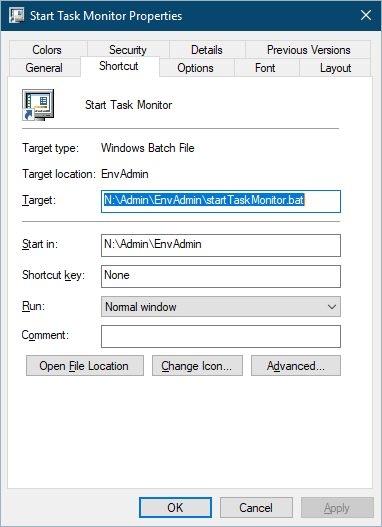 Start Task Monitor Properties
Colors Security Details Previous Versions
General Shortcut Options Font Layout
Start Task Monitor
Target type: Windows Batch File
Target location: EnvAdmin
Target: N:\Admin\EnvAdmin\startTaskMonitor.bat
Start in: N:\Admin\EnvAdmin
Shortcut key: None
Run: Normal window
Comment:
Open File Location Change Icon... Advanced...
OK Cancel Apply